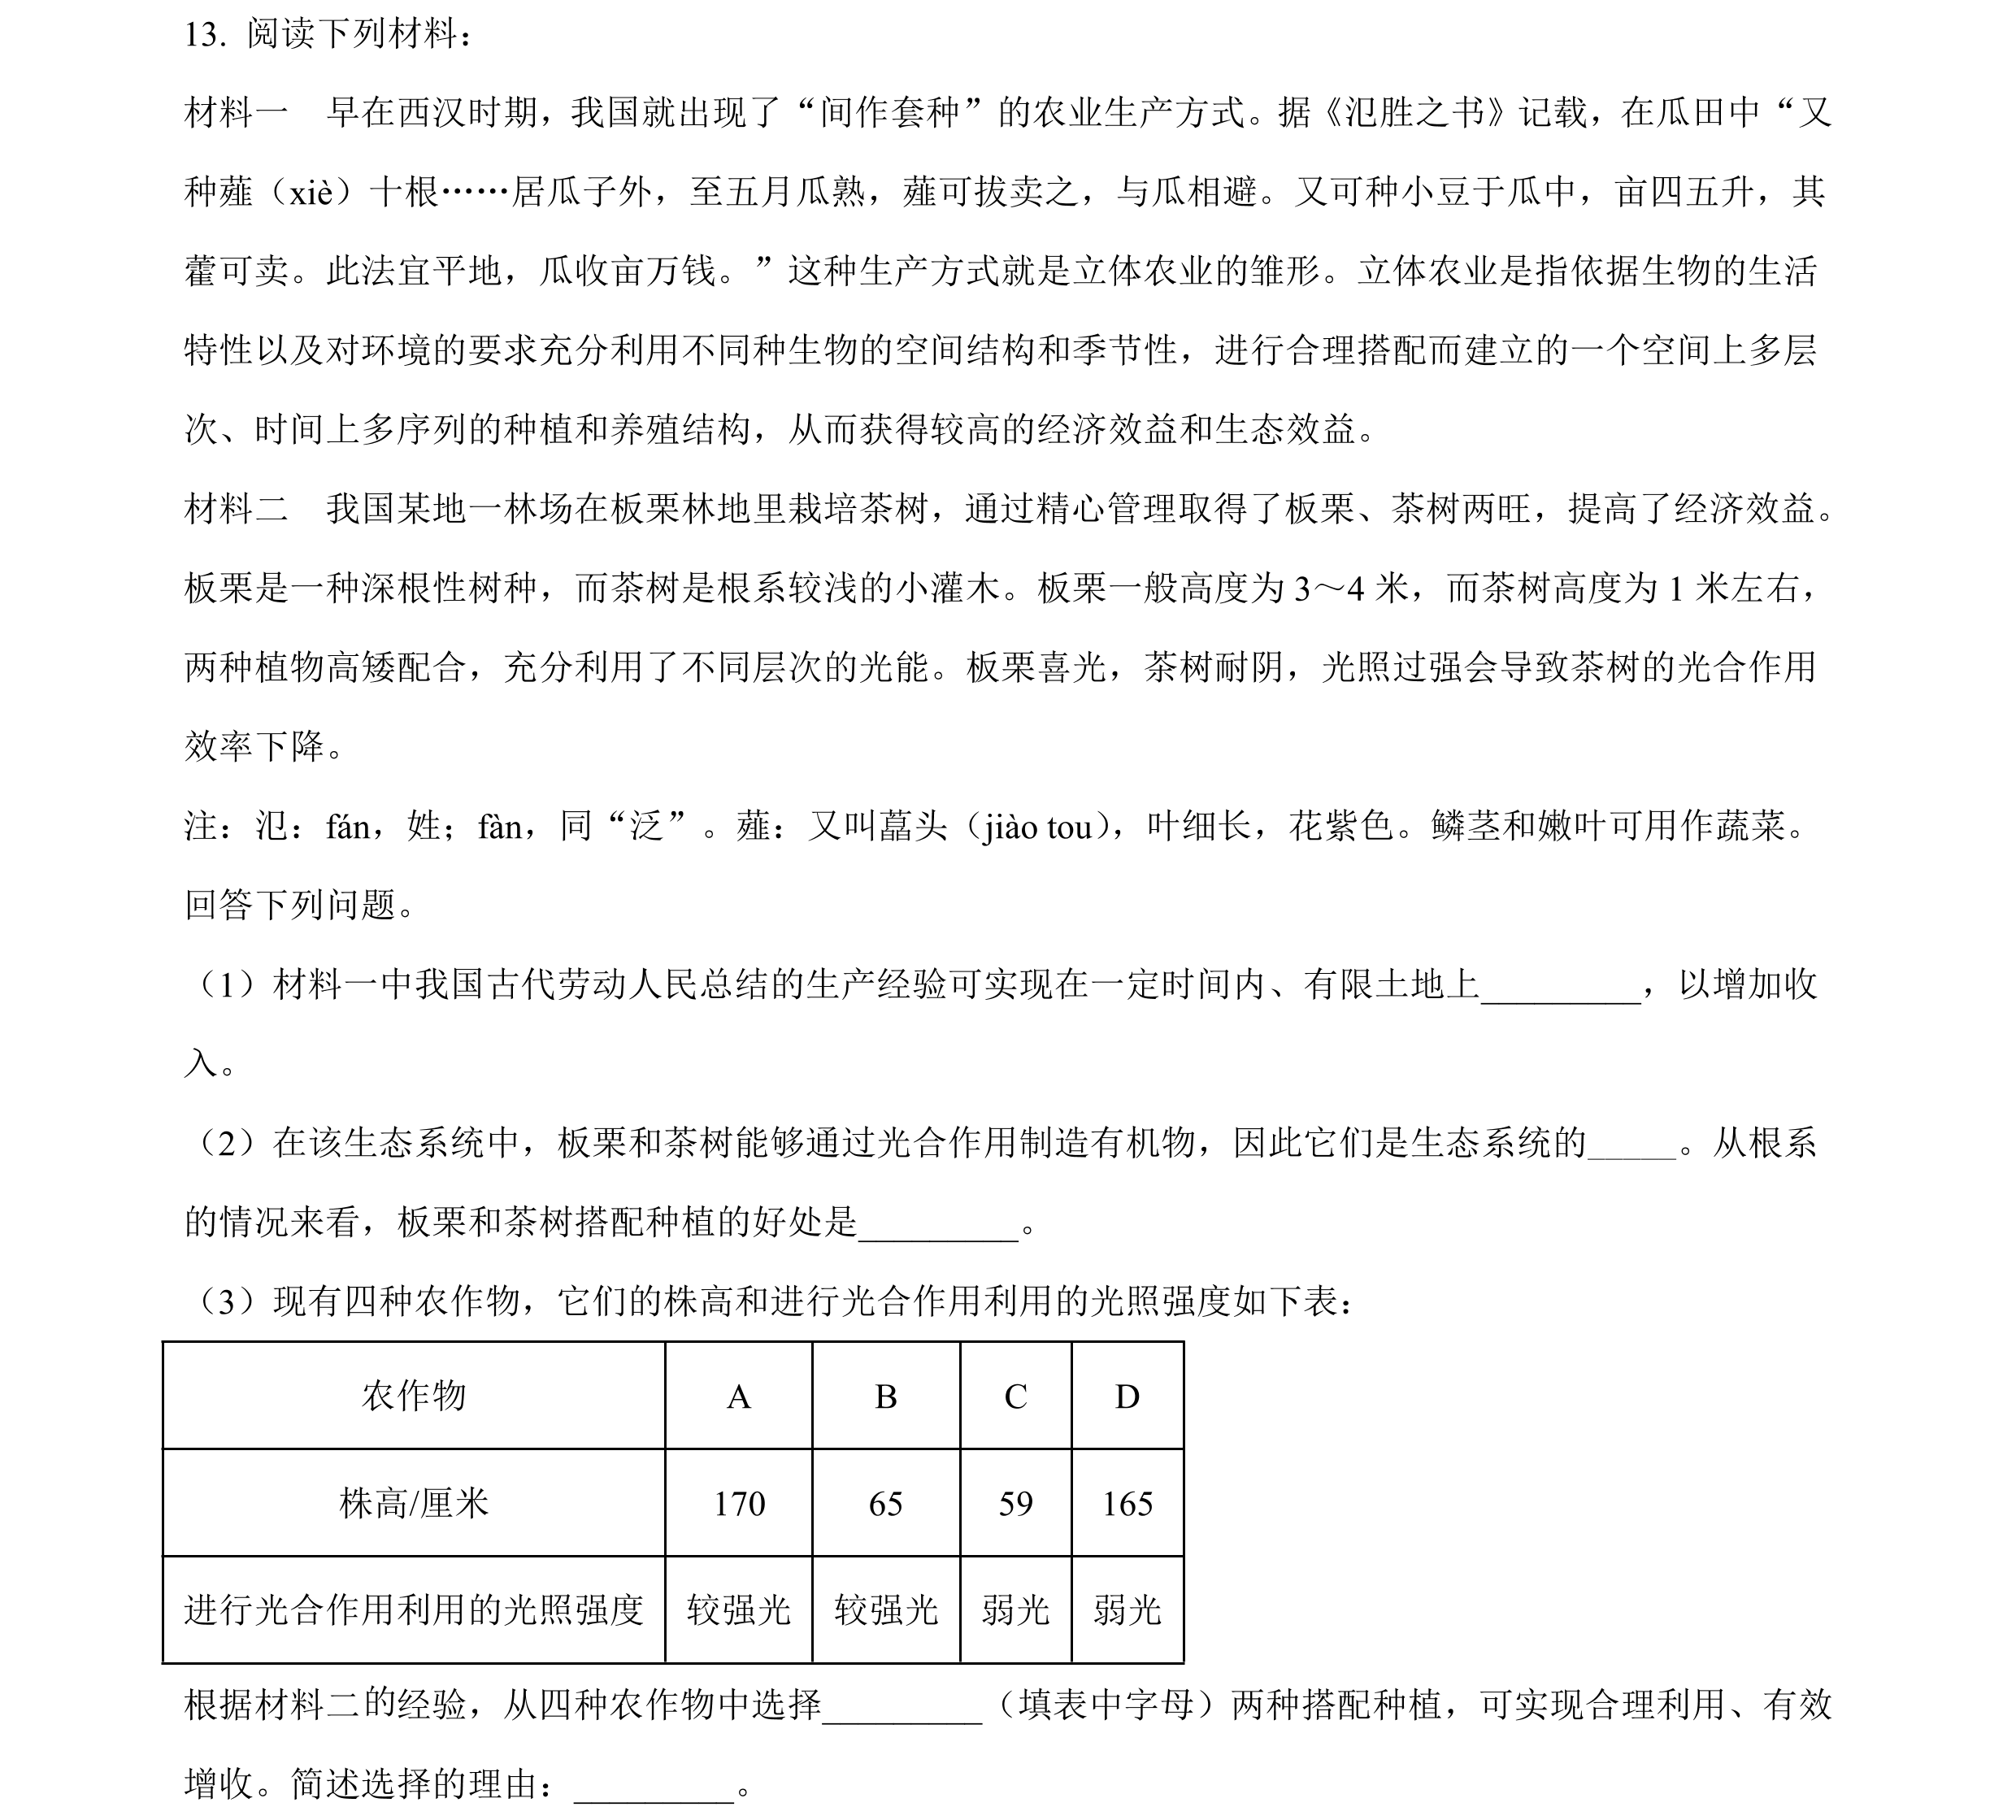 13. 阅读下列材料：
材料一　早在西汉时期，我国就出现了“间作套种”的农业生产方式。据《氾胜之书》记载，在瓜田中“又
种薤（xiè）十根……居瓜子外，至五月瓜熟，薤可拔卖之，与瓜相避。又可种小豆于瓜中，亩四五升，其
藿可卖。此法宜平地，瓜收亩万钱。”这种生产方式就是立体农业的雏形。立体农业是指依据生物的生活
特性以及对环境的要求充分利用不同种生物的空间结构和季节性，进行合理搭配而建立的一个空间上多层
次、时间上多序列的种植和养殖结构，从而获得较高的经济效益和生态效益。
材料二　我国某地一林场在板栗林地里栽培茶树，通过精心管理取得了板栗、茶树两旺，提高了经济效益。
板栗是一种深根性树种，而茶树是根系较浅的小灌木。板栗一般高度为 3～4 米，而茶树高度为 1 米左右，
两种植物高矮配合，充分利用了不同层次的光能。板栗喜光，茶树耐阴，光照过强会导致茶树的光合作用
效率下降。
注：氾：fán，姓；fàn，同“泛”。薤：又叫藠头（jiào tou），叶细长，花紫色。鳞茎和嫩叶可用作蔬菜。
回答下列问题。
（1）材料一中我国古代劳动人民总结的生产经验可实现在一定时间内、有限土地上_________，以增加收
入。
（2）在该生态系统中，板栗和茶树能够通过光合作用制造有机物，因此它们是生态系统的_____。从根系
的情况来看，板栗和茶树搭配种植的好处是_________。
（3）现有四种农作物，它们的株高和进行光合作用利用的光照强度如下表：
农作物 A B C D
株高/厘米 170 65 59 165
进行光合作用利用的光照强度 较强光 较强光 弱光 弱光
根据材料二的经验，从四种农作物中选择_________（填表中字母）两种搭配种植，可实现合理利用、有效
增收。简述选择的理由：_________。